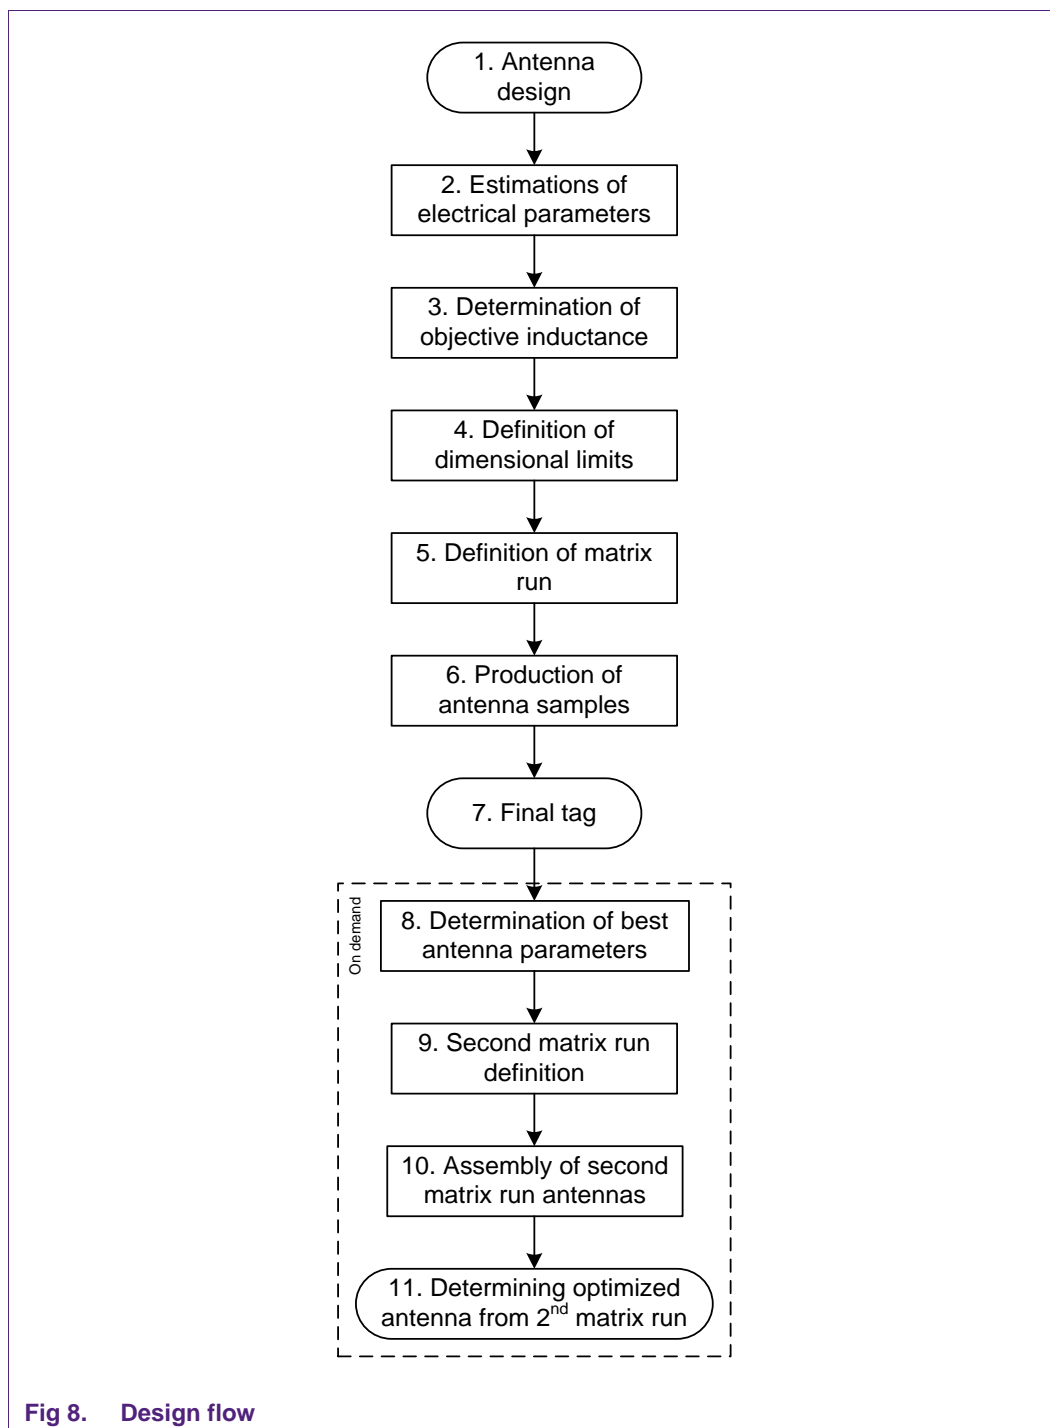 1. Antenna
design
2. Estimations of
electrical parameters
3. Determination of
objective inductance
4. Definition of
dimensional limits
5. Definition of matrix
run
6. Production of
antenna samples
7. Final tag
On demand
8. Determination of best
antenna parameters
9. Second matrix run
definition
10. Assembly of second
matrix run antennas
11. Determining optimized
antenna from 2nd matrix run
Fig 8. Design flow